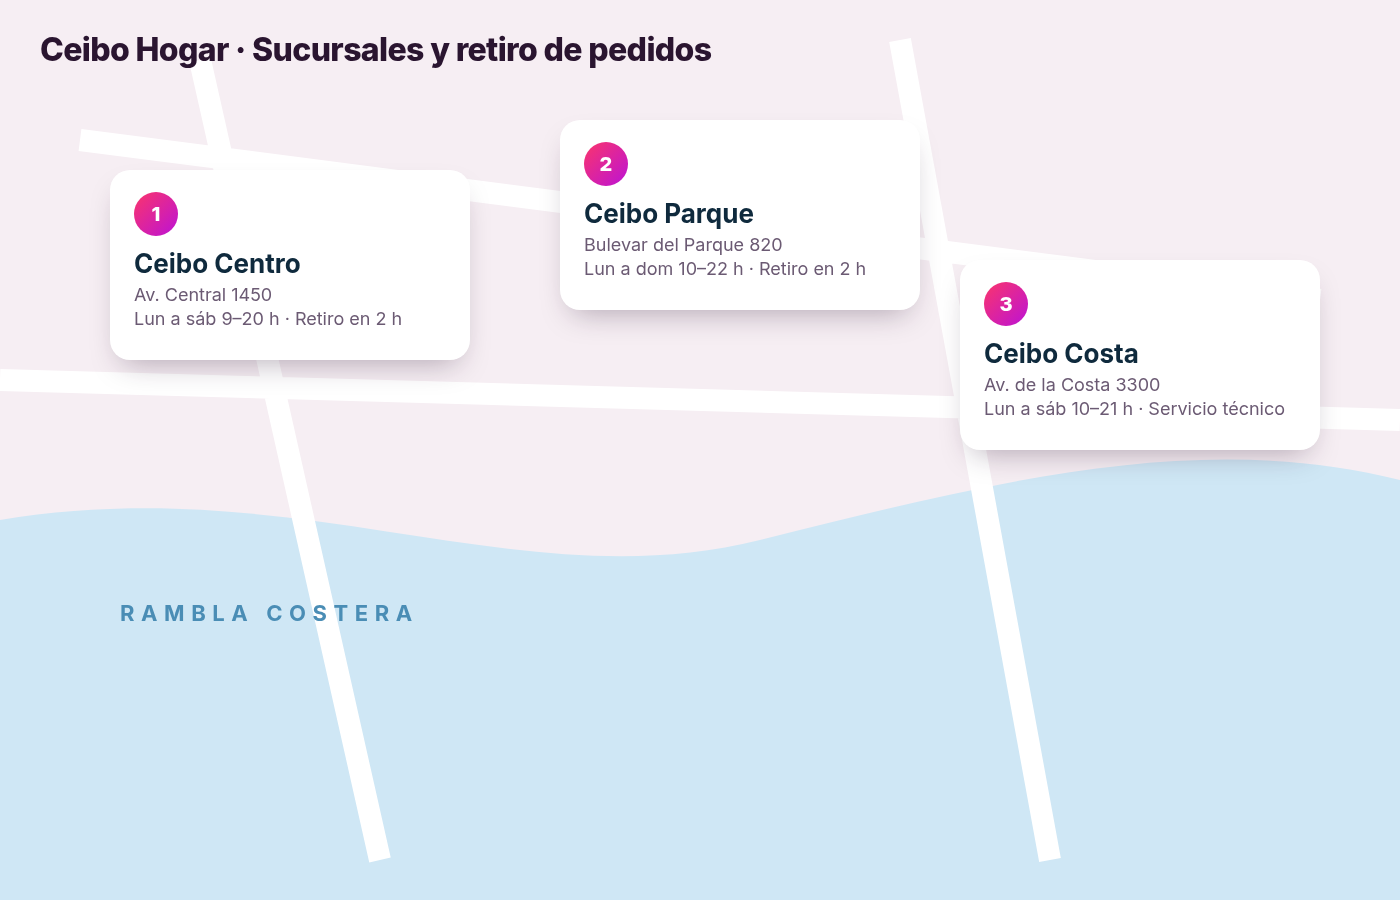 Ceibo Hogar · Sucursales y retiro de pedidos
1
Ceibo Centro
Av. Central 1450
Lun a sáb 9–20 h · Retiro en 2 h
2
Ceibo Parque
Bulevar del Parque 820
Lun a dom 10–22 h · Retiro en 2 h
3
Ceibo Costa
Av. de la Costa 3300
Lun a sáb 10–21 h · Servicio técnico
RAMBLA COSTERA